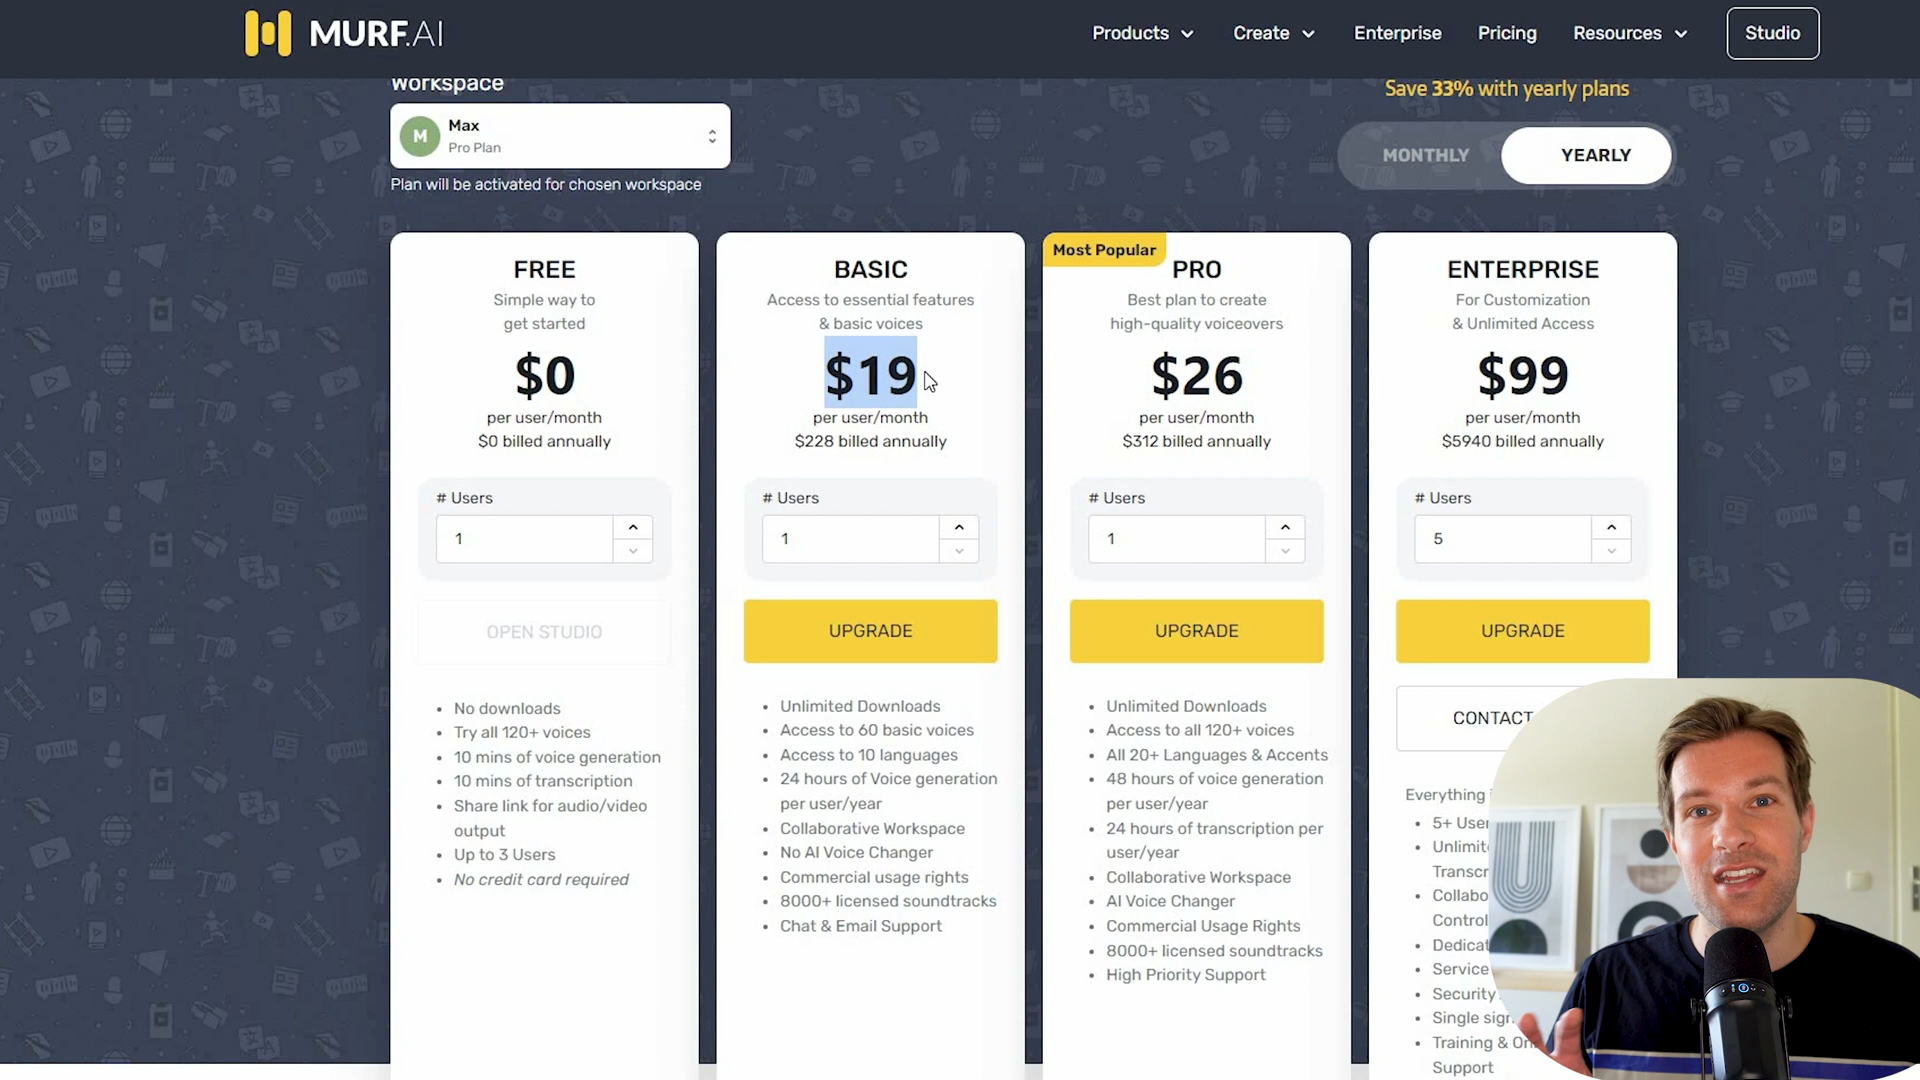 MURF.AI
Products
Create
Enterprise
Pricing
Resources
Studio
Workspace
M
Max
Pro Plan
Plan will be activated for chosen workspace
Save 33% with yearly plans
MONTHLY
YEARLY
FREE
Simple way to
get started
$0
per user/month
$0 billed annually
# Users
1
OPEN STUDIO
No downloads
Try all 120+ voices
10 mins of voice generation
10 mins of transcription
Share link for audio/video
output
Up to 3 Users
No credit card required
BASIC
Access to essential features
& basic voices
$19
per user/month
$228 billed annually
# Users
1
UPGRADE
Unlimited Downloads
Access to 60 basic voices
Access to 10 languages
24 hours of Voice generation
per user/year
Collaborative Workspace
No AI Voice Changer
Commercial usage rights
8000+ licensed soundtracks
Chat & Email Support
Most Popular
PRO
Best plan to create
high-quality voiceovers
$26
per user/month
$312 billed annually
# Users
1
UPGRADE
Unlimited Downloads
Access to all 120+ voices
All 20+ Languages & Accents
48 hours of voice generation
per user/year
24 hours of transcription per
user/year
Collaborative Workspace
AI Voice Changer
Commercial Usage Rights
8000+ licensed soundtracks
High Priority Support
ENTERPRISE
For Customization
& Unlimited Access
$99
per user/month
$5940 billed annually
# Users
5
UPGRADE
CONTACT
Everything
5+
Service
Security
Single
Training &
Support